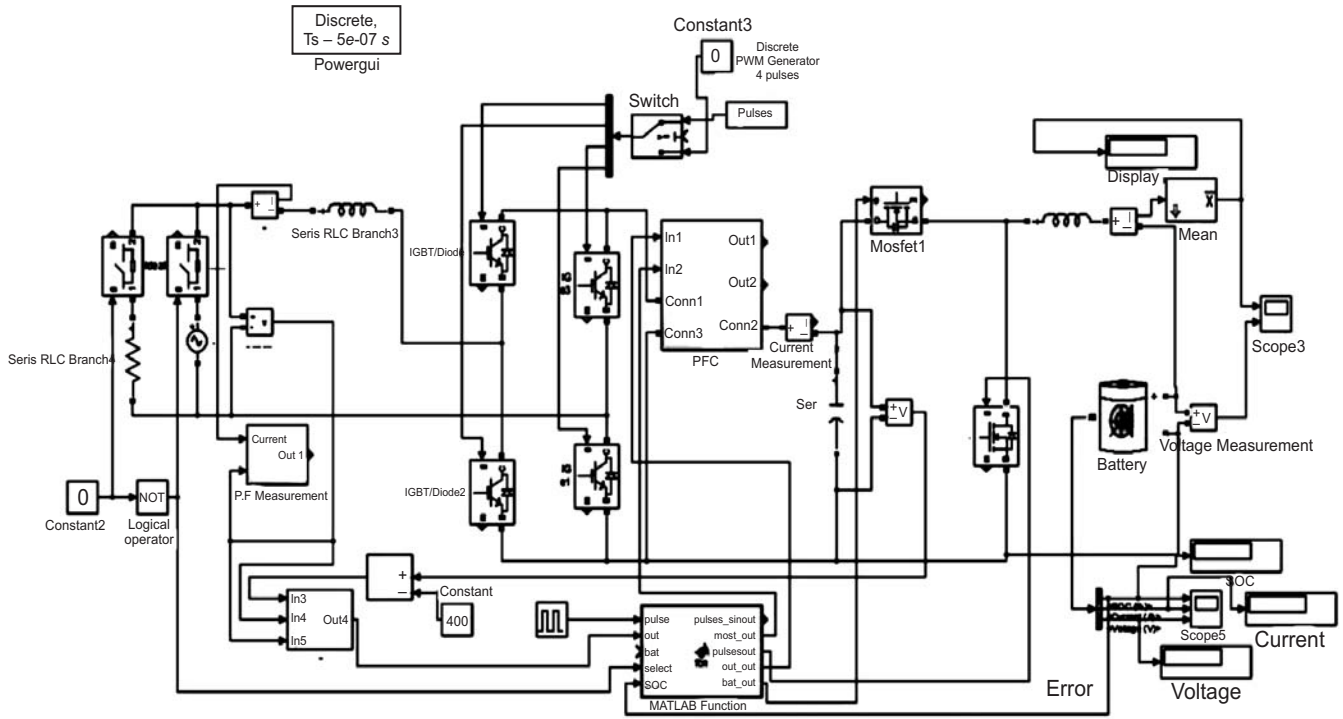 Discrete,
Ts – 5e-07 s
Powergui
Constant3
0
Discrete
PWM Generator
4 pulses
Switch
Pulses
Display
Mean
Mosfet1
Seris RLC Branch3
IGBT/Diode
In1
In2
Conn1
Conn3
Out1
Out2
Conn2
PFC
Current
Measurement
Scope3
Seris RLC Branch4
Ser
+
−V
+
−V
Voltage Measurement
Battery
Current
Out 1
P.F Measurement
IGBT/Diode2
0
Constant2
NOT
Logical
operator
+
−
Constant
400
In3
In4
In5
Out4
pulse
out
bat
select
SOC
pulses_sinout
most_out
pulsesout
out_out
bat_out
MATLAB Function
SOC
Scope5
Current
Error
Voltage